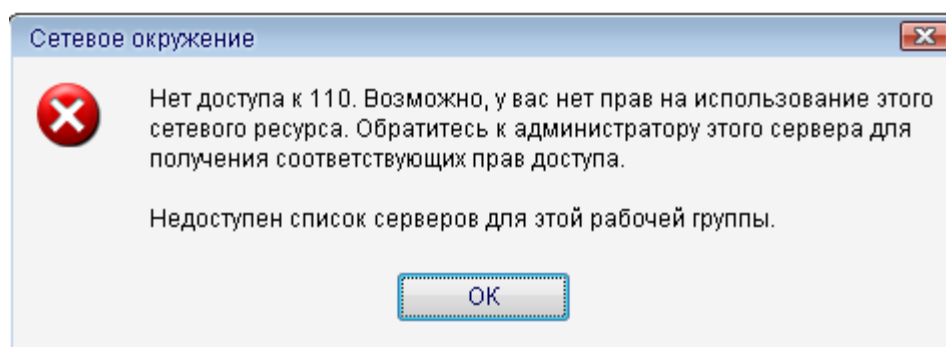 Сетевое окружение
Нет доступа к 110. Возможно, у вас нет прав на использование этого
сетевого ресурса. Обратитесь к администратору этого сервера для
получения соответствующих прав доступа.
Недоступен список серверов для этой рабочей группы.
ОК